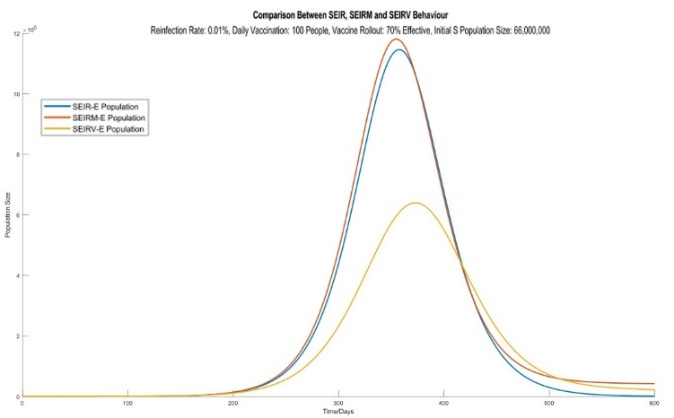 Comparison Between SEIR, SEIRM and SEIRV Behaviour
Reinfection Rate: 0.01%, Daily Vaccination: 100 People, Vaccine Rollout: 70% Effective, Initial S Population Size: 66,000,000
×10⁵
12
10
8
6
4
2
0
SEIR-E Population
SEIRM-E Population
SEIRV-E Population
Population Size
0 100 200 300 400 500 600
Time/Days